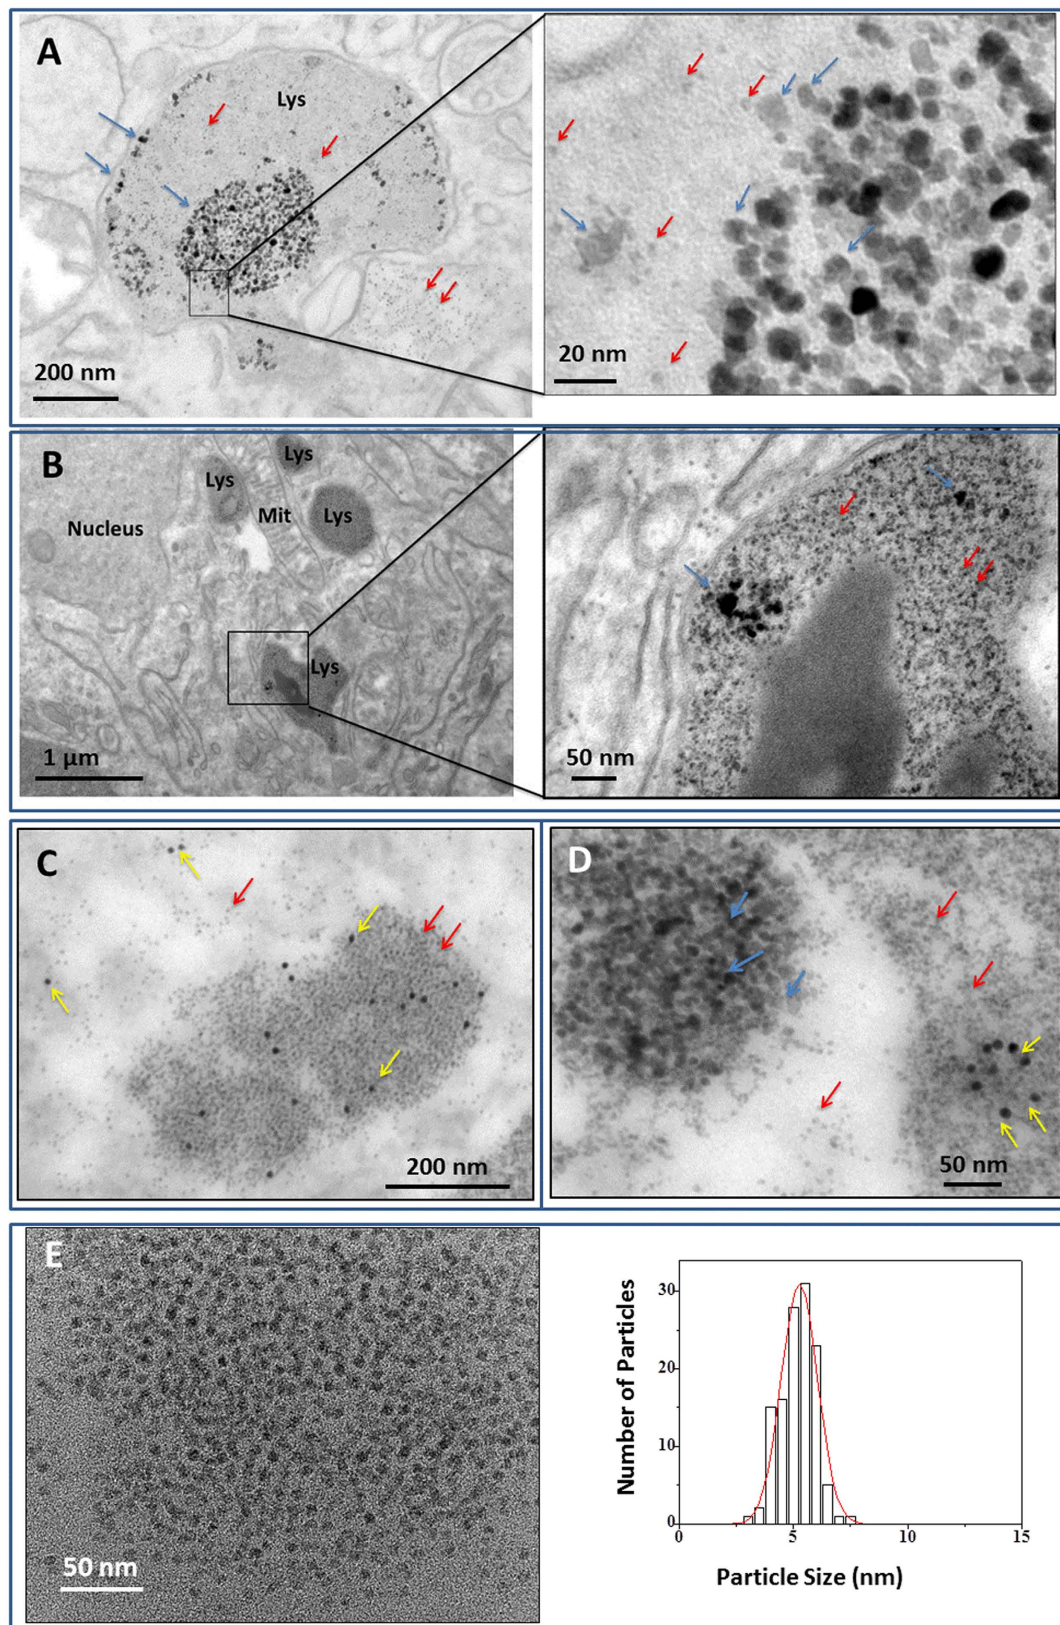 A
Lys
200 nm
20 nm
B
Lys
Lys
Mit
Lys
Nucleus
Lys
1 μm
50 nm
C
200 nm
D
50 nm
E
50 nm
Number of Particles
30
20
10
0
0 5 10 15
Particle Size (nm)